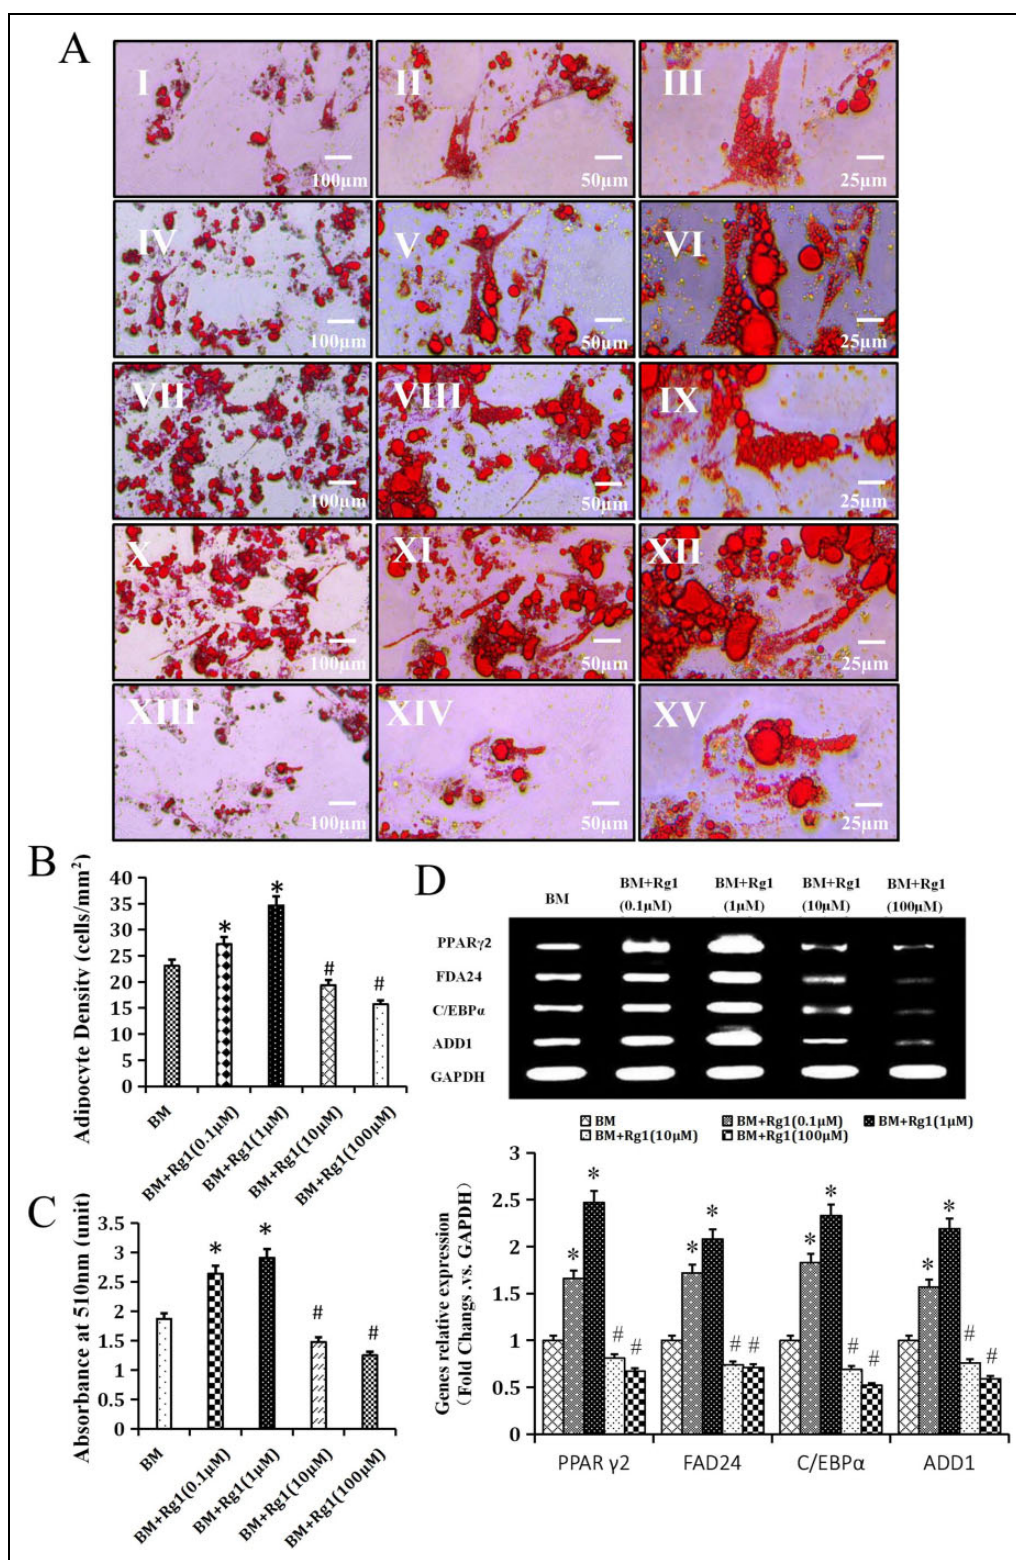 A
I II III
100μm 50μm 25μm
IV V VI
100μm 50μm 25μm
VII VIII IX
100μm 50μm 25μm
X XI XII
100μm 50μm 25μm
XIII XIV XV
100μm 50μm 25μm
B
Adipocyte Density (cells/mm²)
40
35
30
25
20
15
10
5
0
* * # #
BM BM+Rg1(0.1μM) BM+Rg1(1μM) BM+Rg1(10μM) BM+Rg1(100μM)
C
Absorbance at 510nm (unit)
3.5
3
2.5
2
1.5
1
0.5
0
* * # #
BM BM+Rg1(0.1μM) BM+Rg1(1μM) BM+Rg1(10μM) BM+Rg1(100μM)
D
BM BM+Rg1 BM+Rg1 BM+Rg1 BM+Rg1
(0.1μM) (1μM) (10μM) (100μM)
PPARγ2
FDA24
C/EBPα
ADD1
GAPDH
BM BM+Rg1(0.1μM) BM+Rg1(1μM)
BM+Rg1(10μM) BM+Rg1(100μM)
Genes relative expression
(Fold Changs .vs. GAPDH)
3
2.5
2
1.5
1
0.5
0
* * # # * * # # * * # # * * # #
PPAR γ2 FAD24 C/EBPα ADD1